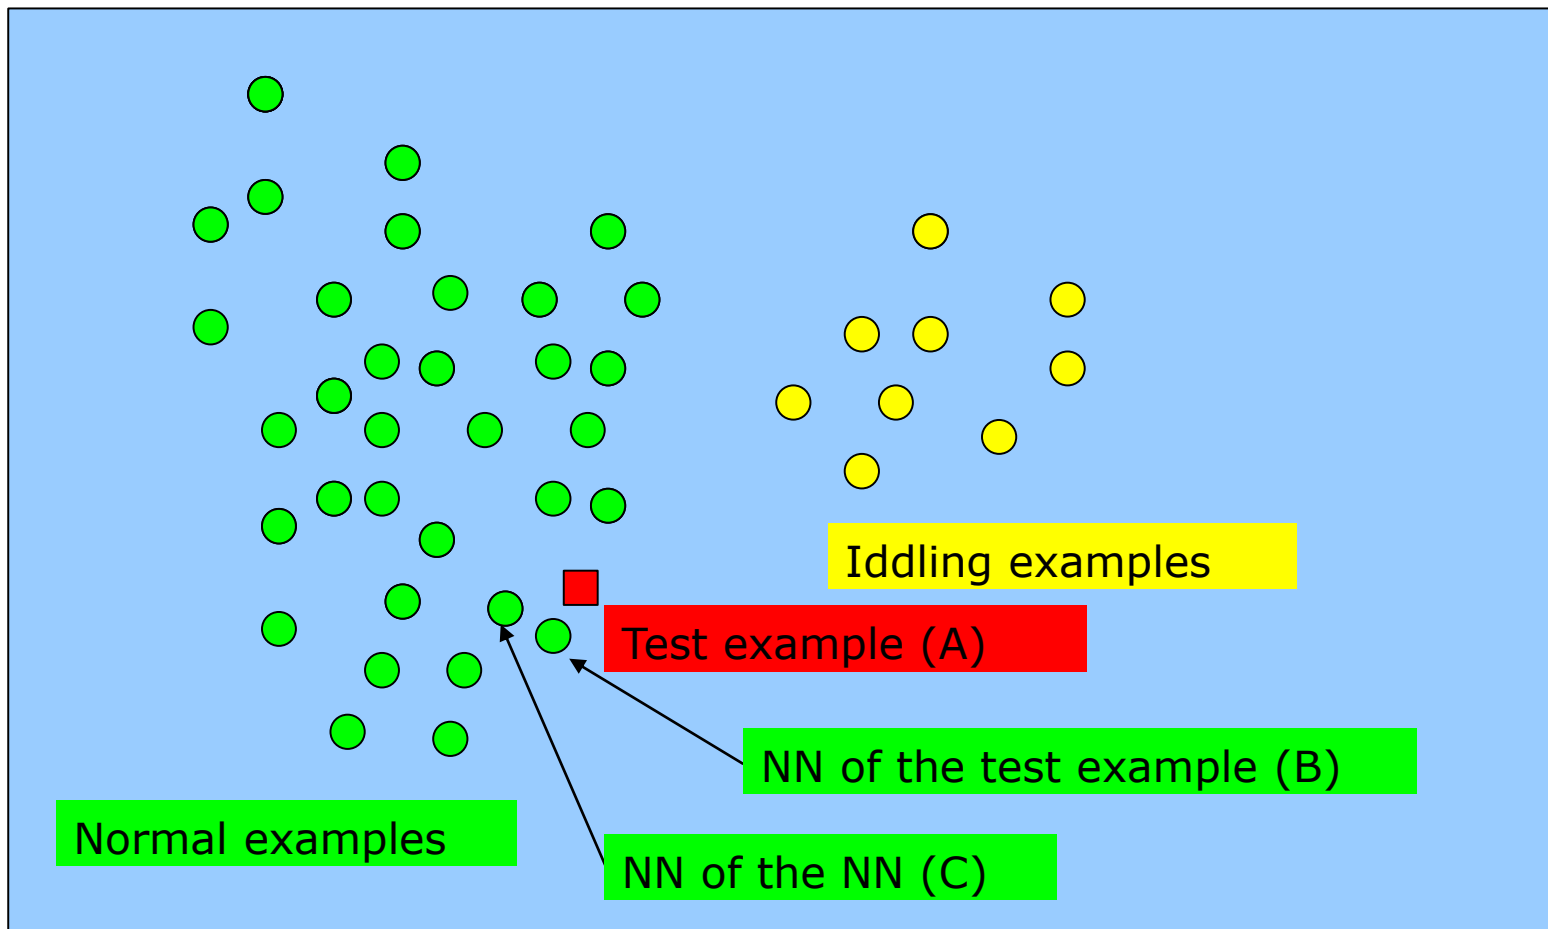 Iddling examples
Test example (A)
NN of the test example (B)
Normal examples
NN of the NN (C)